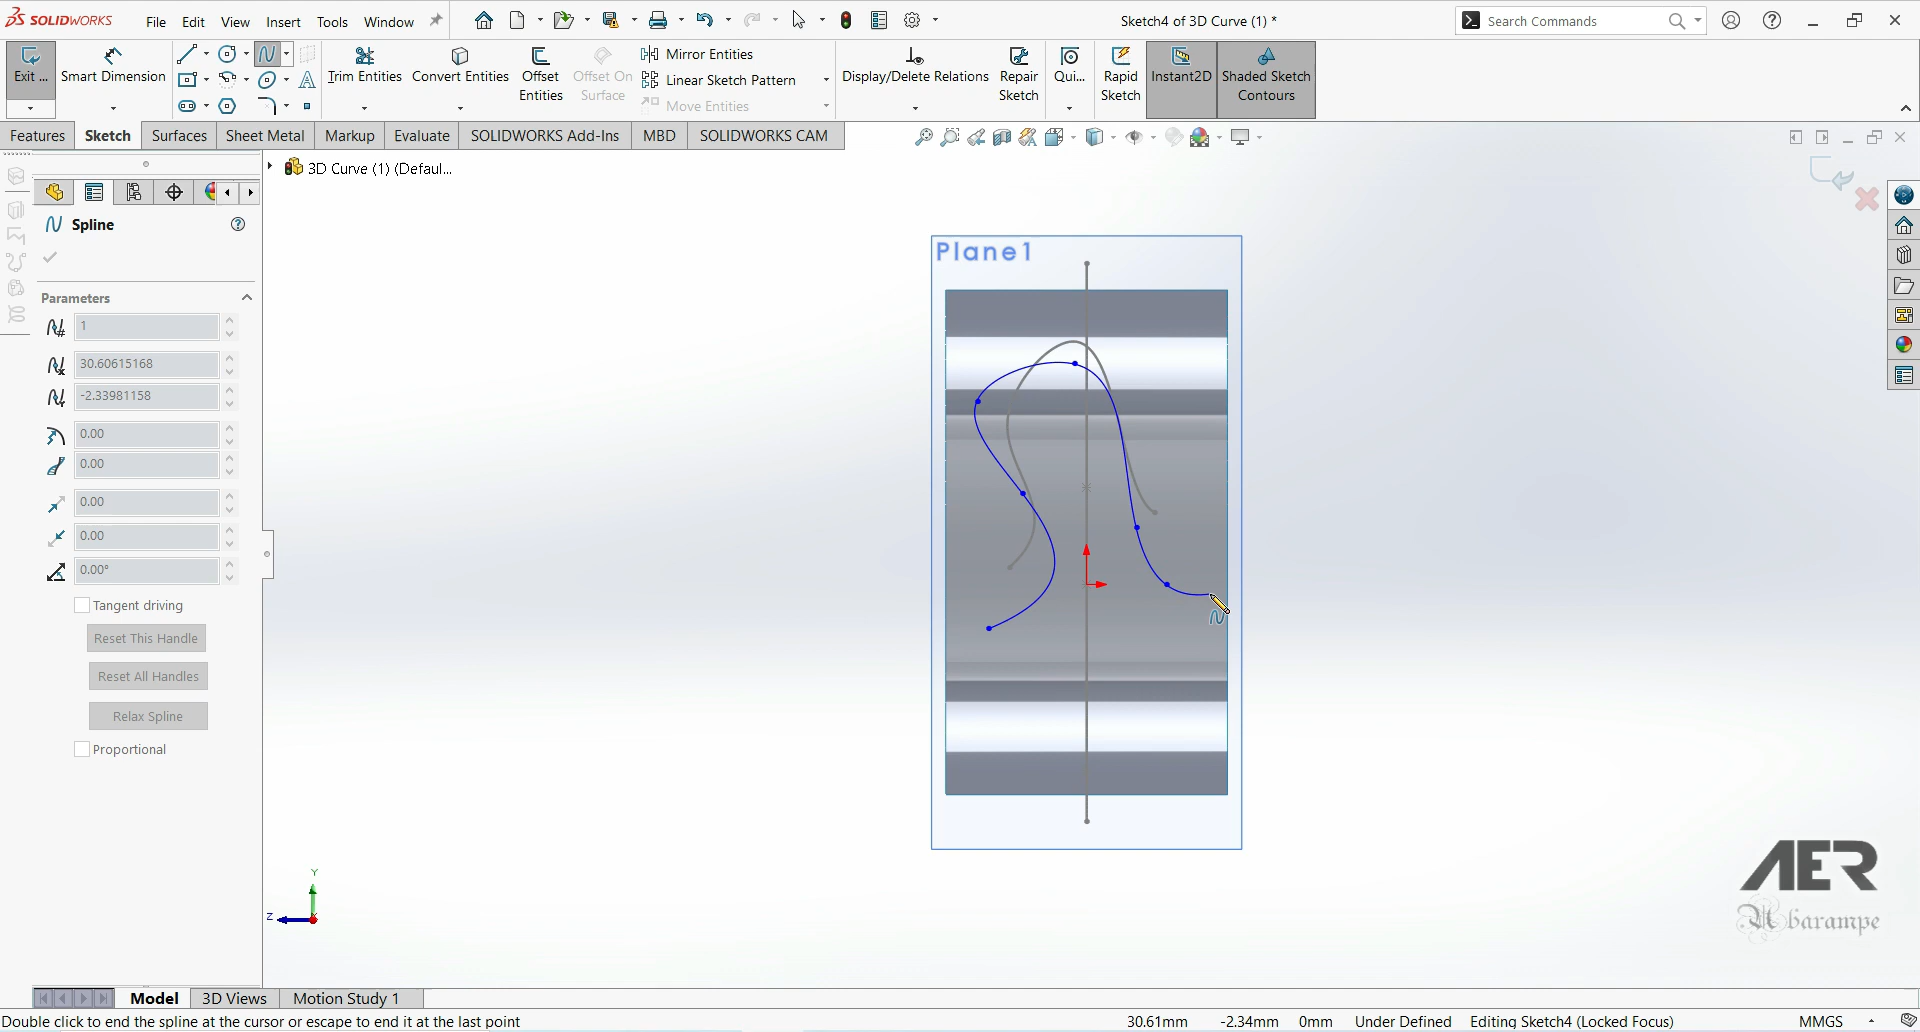 SOLIDWORKS
File Edit View Insert Tools Window
Sketch4 of 3D Curve (1) *
Search Commands
Exit ...
Smart Dimension
Trim Entities
Convert Entities
Offset Entities
Offset On Surface
Mirror Entities
Linear Sketch Pattern
Move Entities
Display/Delete Relations
Repair Sketch
Qui...
Rapid Sketch
Instant2D
Shaded Sketch Contours
Features Sketch Surfaces Sheet Metal Markup Evaluate SOLIDWORKS Add-Ins MBD SOLIDWORKS CAM
3D Curve (1) (Defaul...
Spline
Parameters
1
30.60615168
-2.33981158
0.00
0.00
0.00
0.00
0.00°
Tangent driving
Reset This Handle
Reset All Handles
Relax Spline
Proportional
Plane1
Y
Z
AER
Abarampe
Model 3D Views Motion Study 1
Double click to end the spline at the cursor or escape to end it at the last point
30.61mm -2.34mm 0mm Under Defined Editing Sketch4 (Locked Focus) MMGS